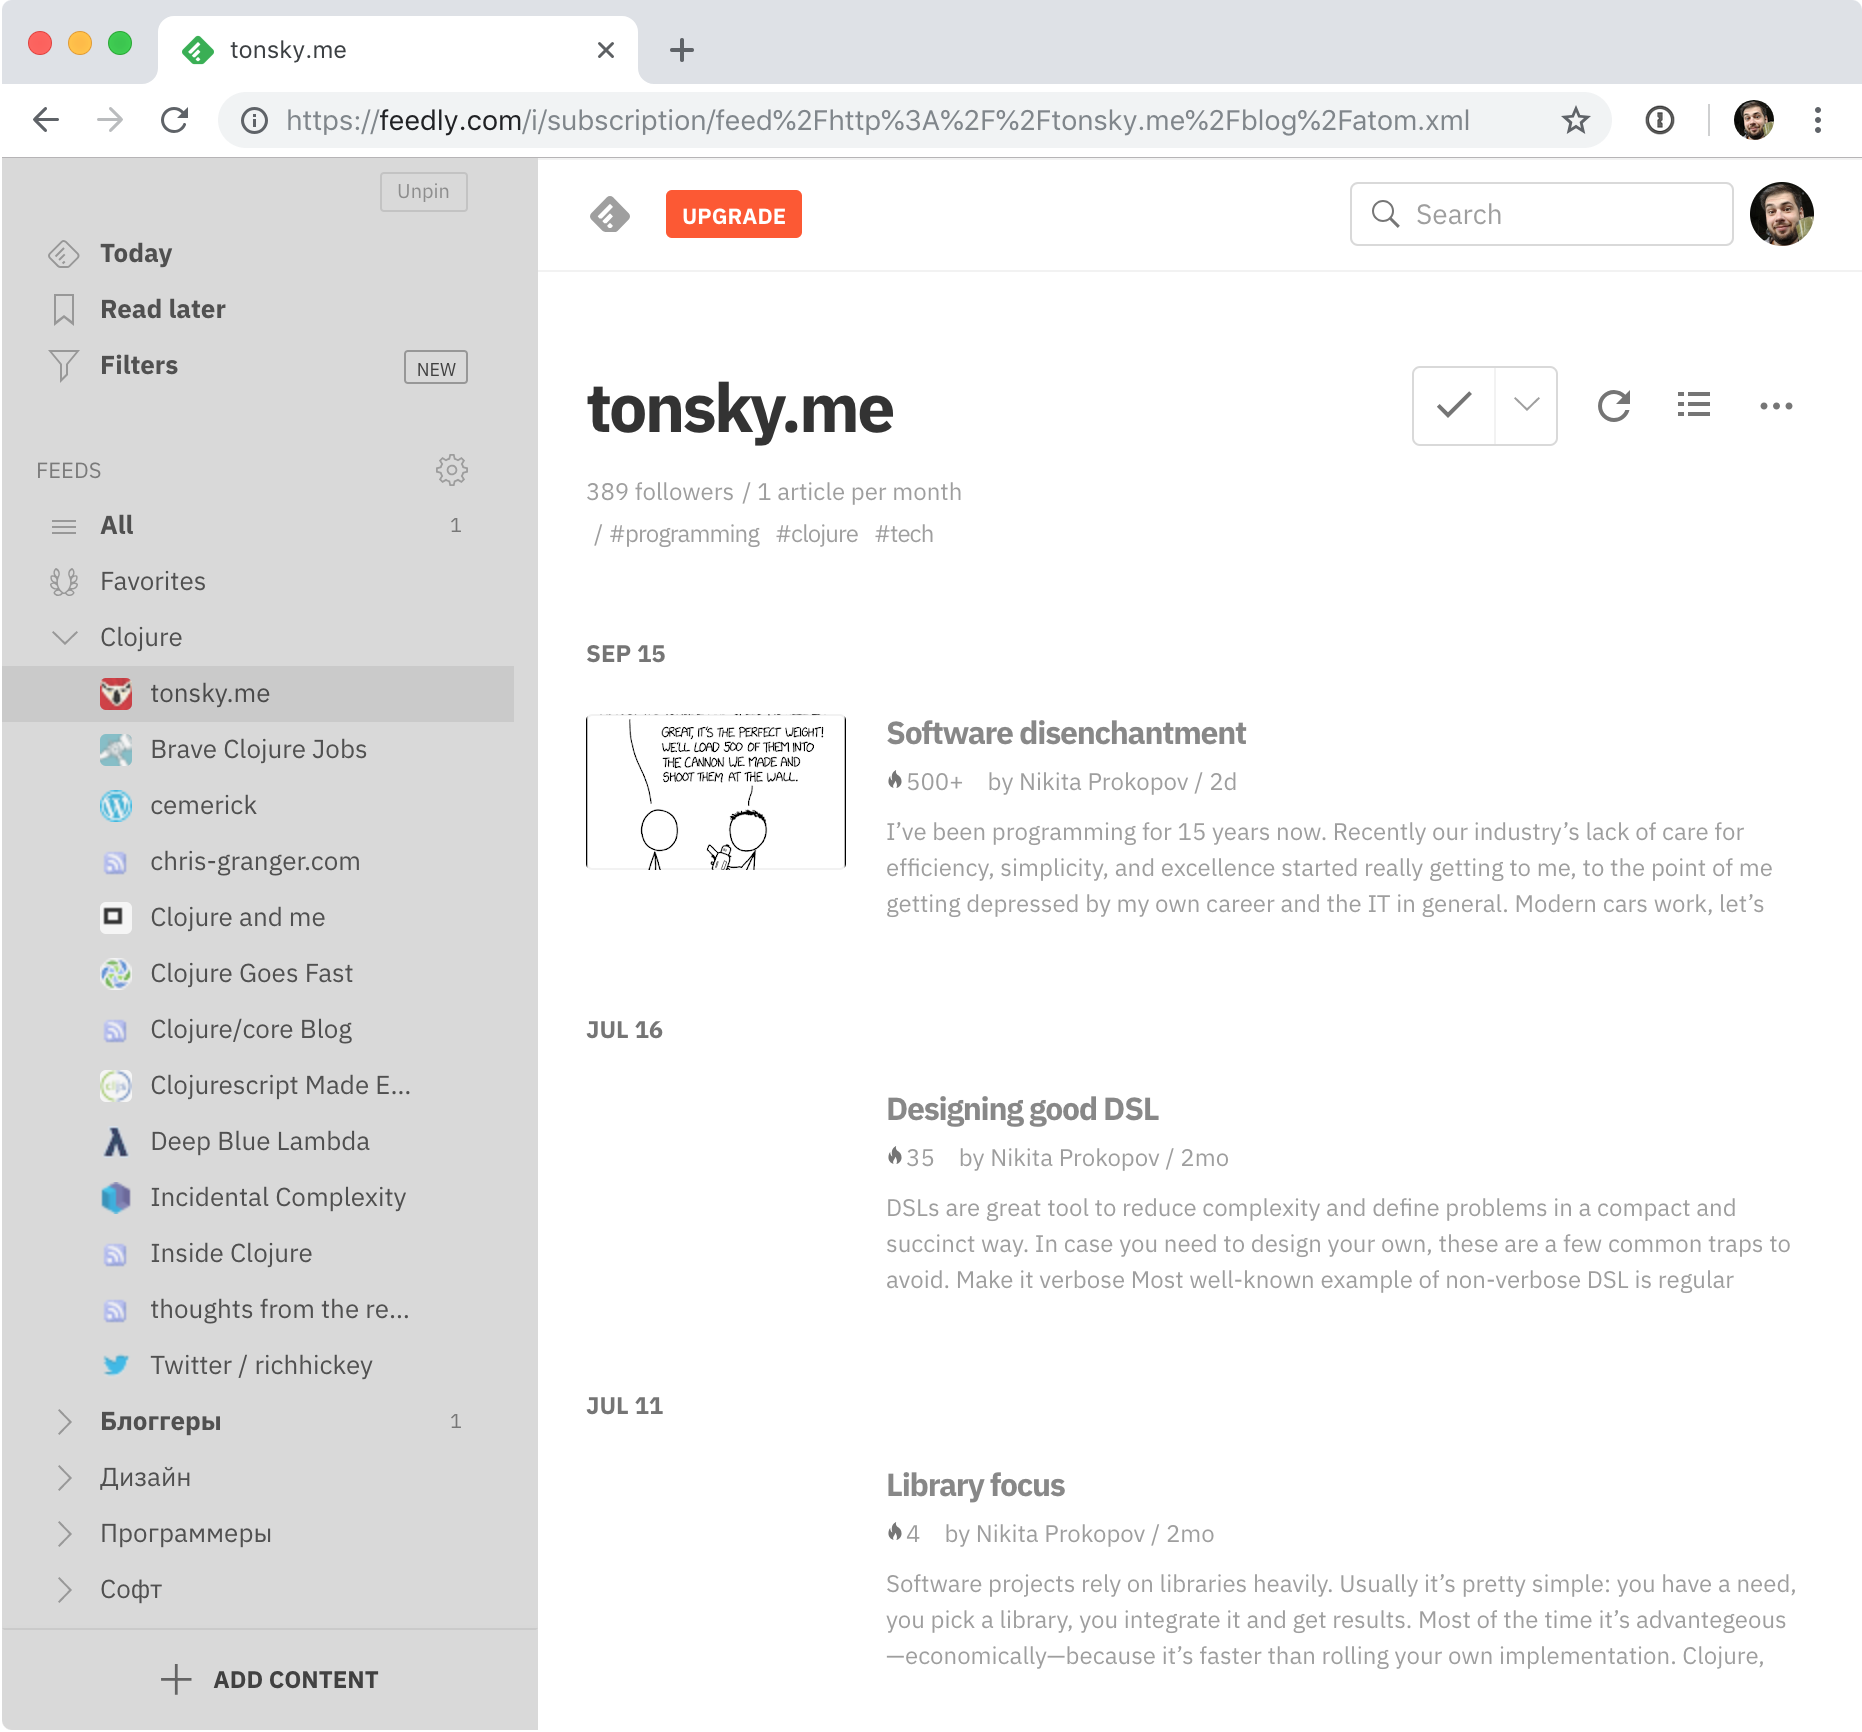 tonsky.me
https://feedly.com/i/subscription/feed%2Fhttp%3A%2F%2Ftonsky.me%2Fblog%2Fatom.xml
Unpin
Today
Read later
Filters
NEW
FEEDS
All
1
Favorites
Clojure
tonsky.me
Brave Clojure Jobs
cemerick
chris-granger.com
Clojure and me
Clojure Goes Fast
Clojure/core Blog
Clojurescript Made E...
Deep Blue Lambda
Incidental Complexity
Inside Clojure
thoughts from the re...
Twitter / richhickey
Блоггеры
1
Дизайн
Программеры
Софт
ADD CONTENT
UPGRADE
Search
tonsky.me
389 followers / 1 article per month
/ #programming #clojure #tech
SEP 15
GREAT, IT'S THE PERFECT WEIGHT!
WE'LL LOAD 500 OF THEM INTO
THE CANNON WE MADE AND
SHOOT THEM AT THE WALL.
Software disenchantment
500+ by Nikita Prokopov / 2d
I’ve been programming for 15 years now. Recently our industry’s lack of care for
efficiency, simplicity, and excellence started really getting to me, to the point of me
getting depressed by my own career and the IT in general. Modern cars work, let’s
JUL 16
Designing good DSL
35 by Nikita Prokopov / 2mo
DSLs are great tool to reduce complexity and define problems in a compact and
succinct way. In case you need to design your own, these are a few common traps to
avoid. Make it verbose Most well-known example of non-verbose DSL is regular
JUL 11
Library focus
4 by Nikita Prokopov / 2mo
Software projects rely on libraries heavily. Usually it’s pretty simple: you have a need,
you pick a library, you integrate it and get results. Most of the time it’s advantegeous
—economically—because it’s faster than rolling your own implementation. Clojure,